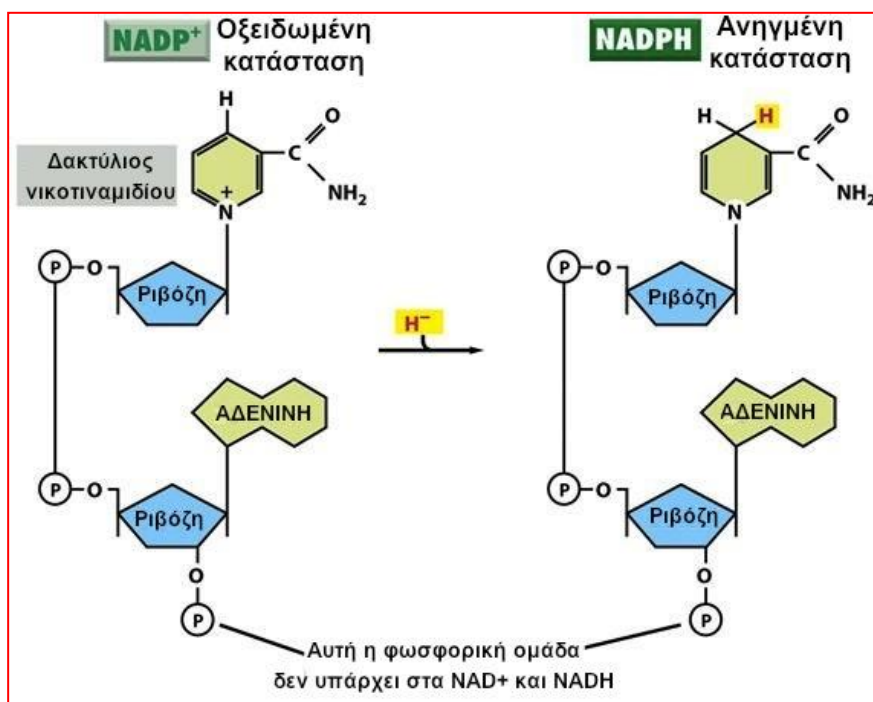 NADP+ Οξειδωμένη
κατάσταση
NADPH Ανηγμένη
κατάσταση
H
O
C
NH2
Δακτύλιος
νικοτιναμιδίου
+
N
P O
Ριβόζη
ΑΔΕΝΙΝΗ
P O
Ριβόζη
O
P
H−
H H
O
C
NH2
N
P O
Ριβόζη
ΑΔΕΝΙΝΗ
P O
Ριβόζη
O
P
Αυτή η φωσφορική ομάδα
δεν υπάρχει στα NAD+ και NADH